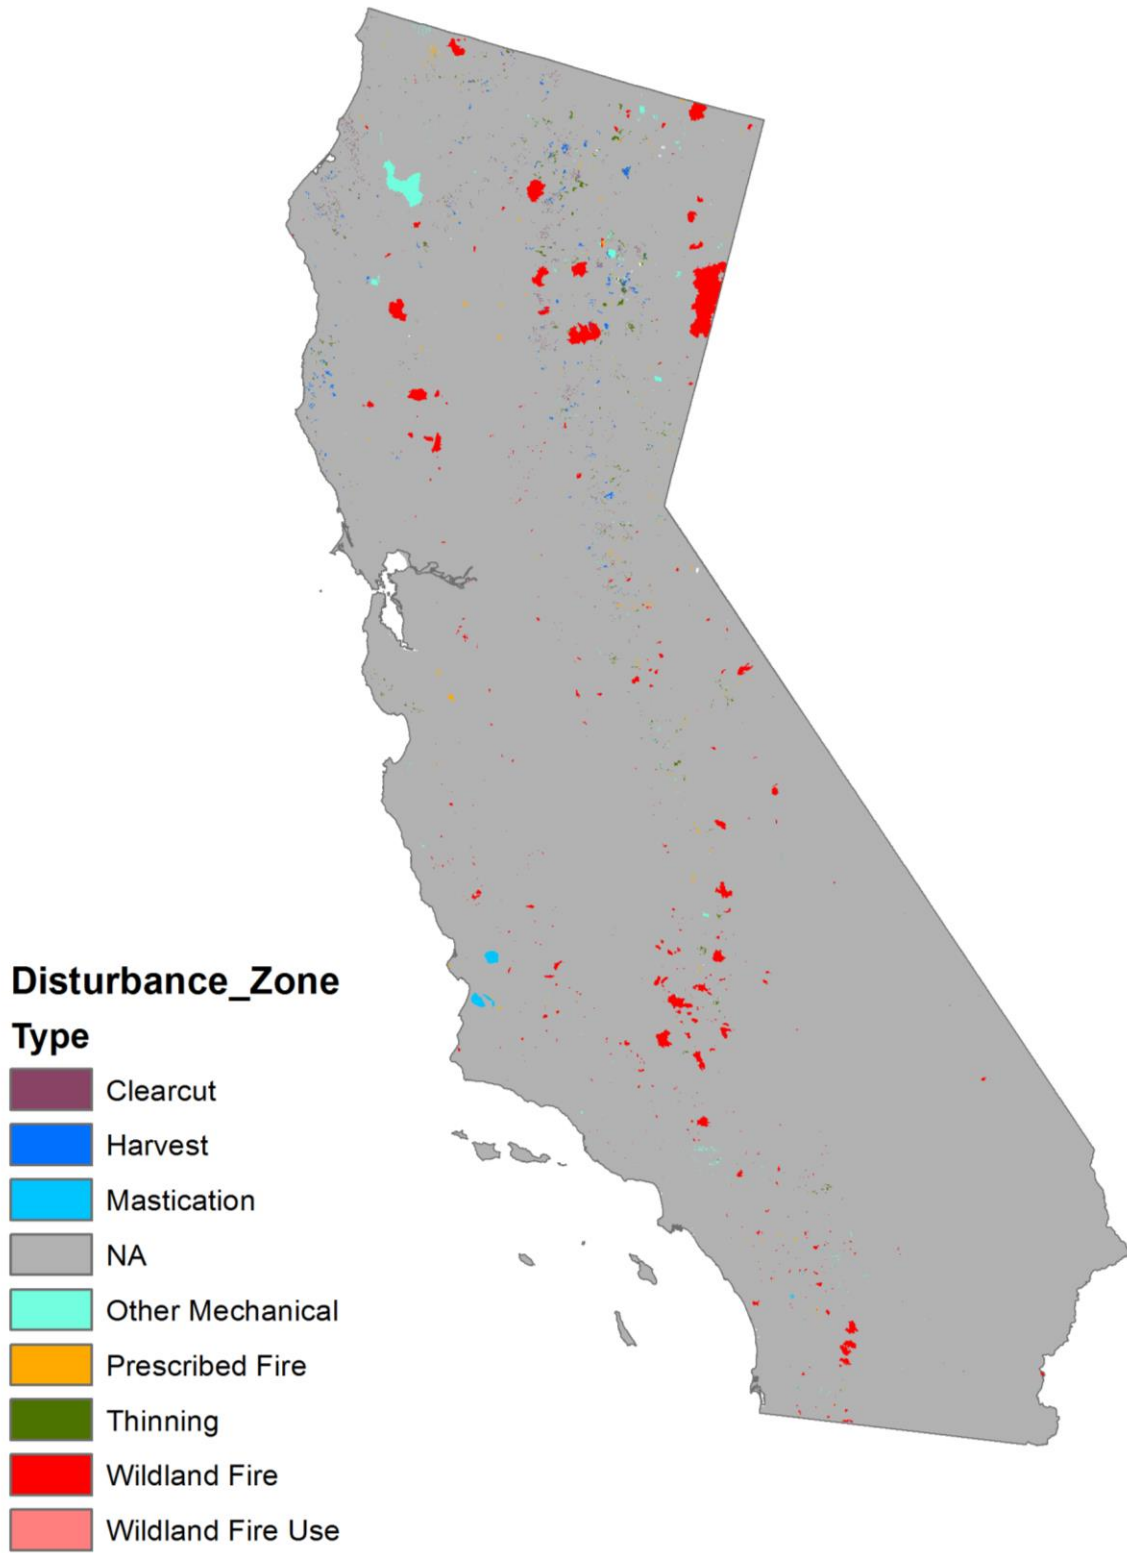 Disturbance_Zone
Type
Clearcut
Harvest
Mastication
NA
Other Mechanical
Prescribed Fire
Thinning
Wildland Fire
Wildland Fire Use